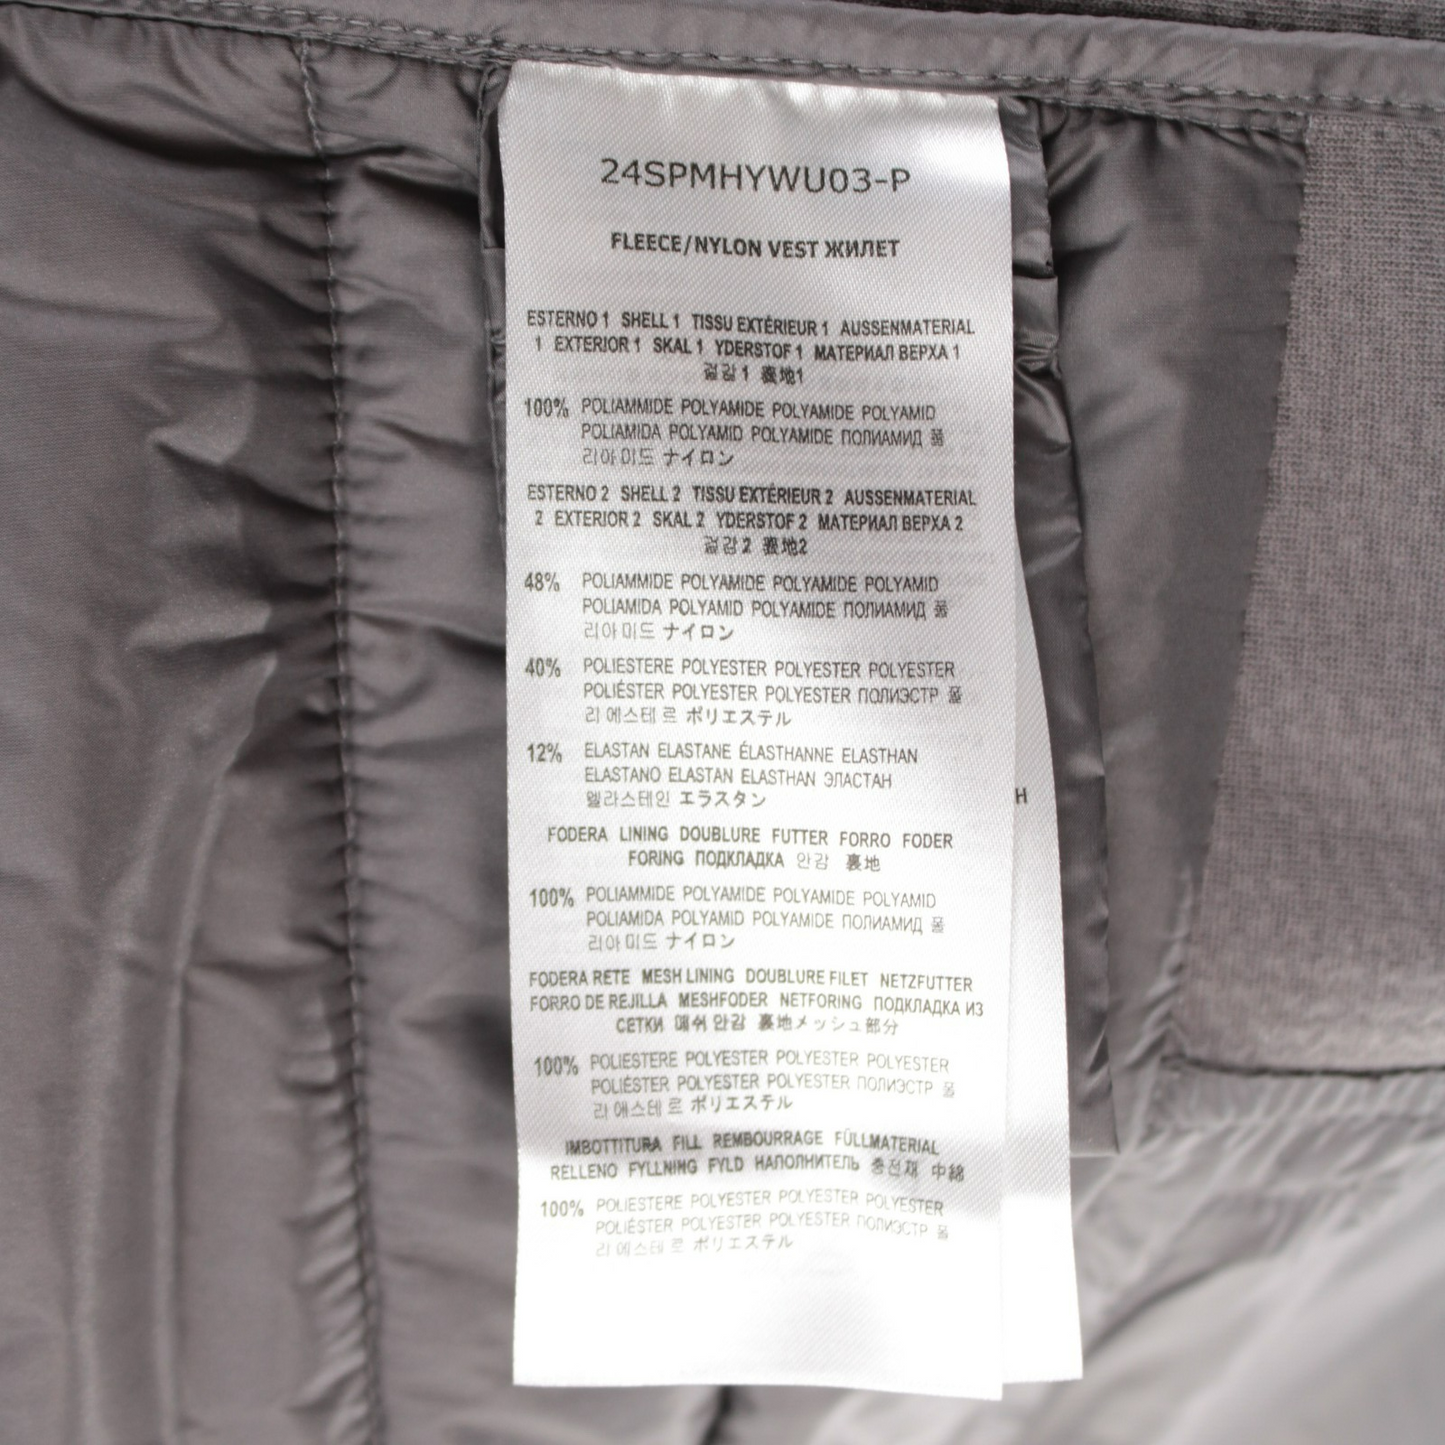 24SPMHYWU03-P
FLEECE/NYLON VEST ЖИЛЕТ
ESTERNO 1 SHELL 1 TISSU EXTÉRIEUR 1 AUSSENMATERIAL
1 EXTERIOR 1 SKAL 1 YDERSTOF 1 МАТЕРИАЛ ВЕРХА 1
겉감 1 表地1
100% POLIAMMIDE POLYAMIDE POLYAMIDE POLYAMID
POLIAMIDA POLYAMID POLYAMIDE ПОЛИАМИД 폴
리아미드 ナイロン
ESTERNO 2 SHELL 2 TISSU EXTÉRIEUR 2 AUSSENMATERIAL
2 EXTERIOR 2 SKAL 2 YDERSTOF 2 МАТЕРИАЛ ВЕРХА 2
겉감 2 表地2
48% POLIAMMIDE POLYAMIDE POLYAMIDE POLYAMID
POLIAMIDA POLYAMID POLYAMIDE ПОЛИАМИД 폴
리아미드 ナイロン
40% POLIESTERE POLYESTER POLYESTER POLYESTER
POLIÉSTER POLYESTER POLYESTER ПОЛИЭСТР 폴
리에스테르 ポリエステル
12% ELASTAN ELASTANE ÉLASTHANNE ELASTHAN
ELASTANO ELASTAN ELASTHAN ЭЛАСТАН
엘라스테인 エラスタン
H
FODERA LINING DOUBLURE FUTTER FORRO FODER
FORING ПОДКЛАДКА 안감 裏地
100% POLIAMMIDE POLYAMIDE POLYAMIDE POLYAMID
POLIAMIDA POLYAMID POLYAMIDE ПОЛИАМИД 폴
리아미드 ナイロン
FODERA RETE MESH LINING DOUBLURE FILET NETZFUTTER
FORRO DE REJILLA MESHFODER NETFORING ПОДКЛАДКА ИЗ
СЕТКИ 메쉬 안감 裏地メッシュ部分
100% POLIESTERE POLYESTER POLYESTER POLYESTER
POLIÉSTER POLYESTER POLYESTER ПОЛИЭСТР 폴
리에스테르 ポリエステル
IMBOTTITURA FILL REMBOURRAGE FÜLLMATERIAL
RELLENO FYLLNING FYLD НАПОЛНИТЕЛЬ 충전재 中綿
100% POLIESTERE POLYESTER POLYESTER POLYESTER
POLIÉSTER POLYESTER POLYESTER ПОЛИЭСТР 폴
리에스테르 ポリエステル